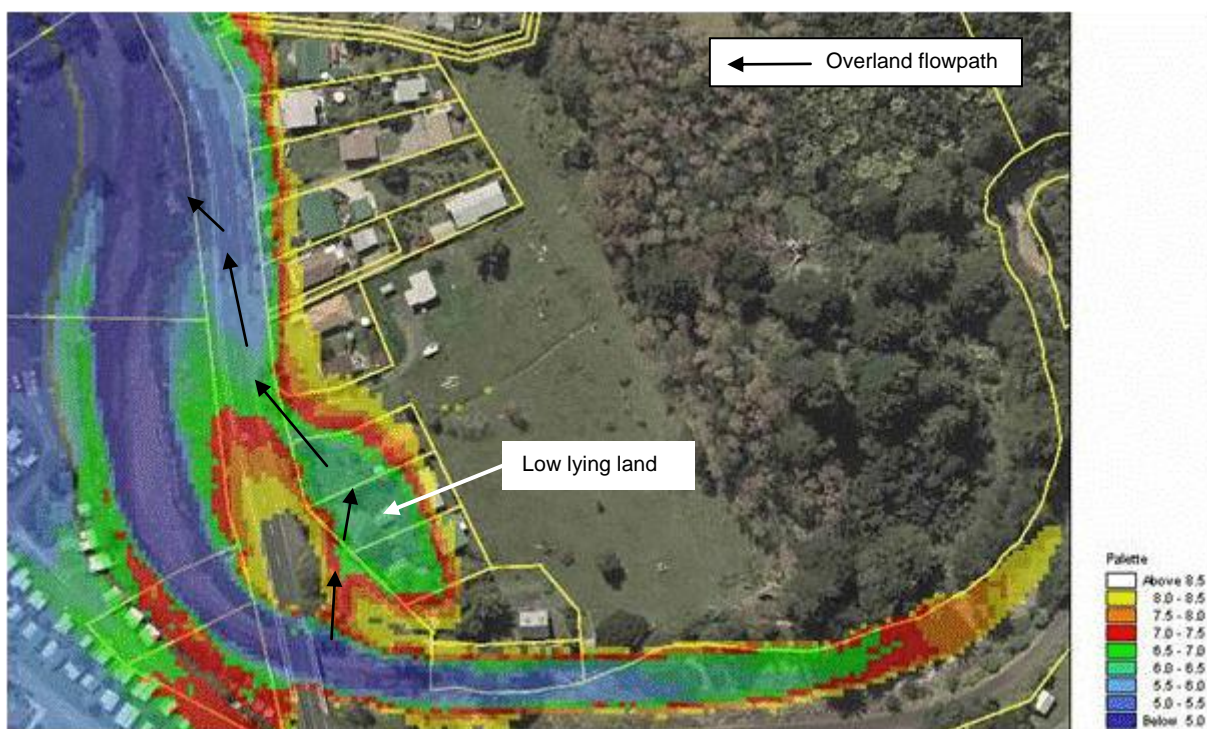 Overland flowpath
Low lying land
Palette
Above 8.5
8.0 - 8.5
7.5 - 8.0
7.0 - 7.5
6.5 - 7.0
6.0 - 6.5
5.5 - 6.0
5.0 - 5.5
Below 5.0